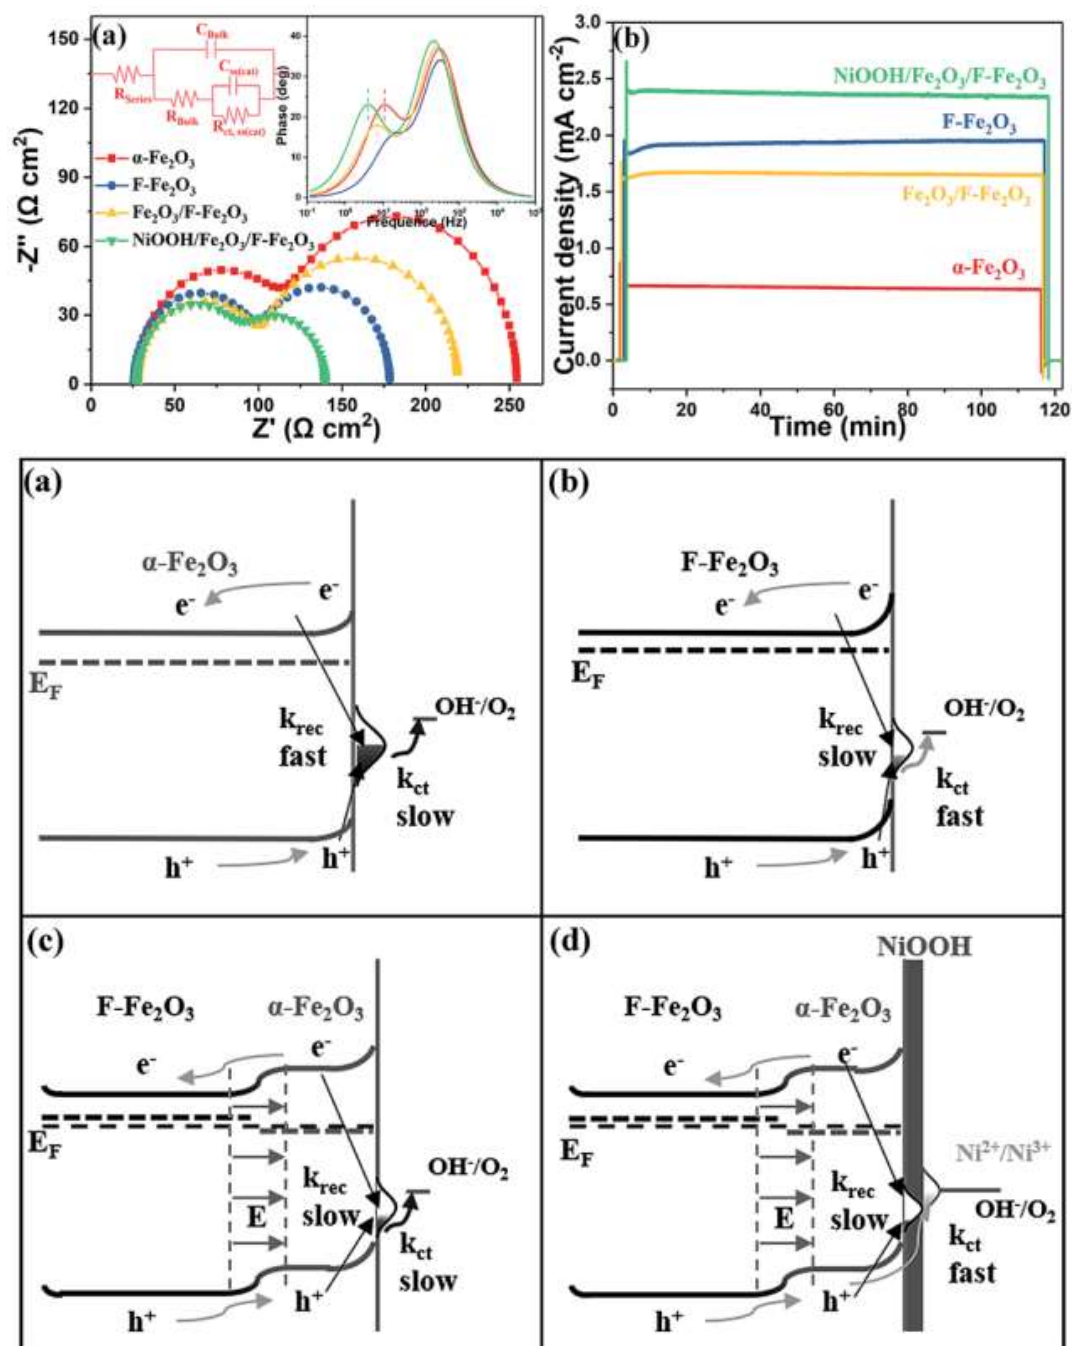 (a)
C_Bulk
C_ss(cat)
R_Series
R_Bulk
R_ct, ss(cat)
α-Fe₂O₃
F-Fe₂O₃
Fe₂O₃/F-Fe₂O₃
NiOOH/Fe₂O₃/F-Fe₂O₃
-Z'' (Ω cm2)
150
120
90
60
30
0
0 50 100 150 200 250
Z' (Ω cm2)
Phase (deg)
40
30
20
10
0
Frequence (Hz)
(b)
NiOOH/Fe₂O₃/F-Fe₂O₃
F-Fe₂O₃
Fe₂O₃/F-Fe₂O₃
α-Fe₂O₃
Current density (mA cm-2)
3.0
2.5
2.0
1.5
1.0
0.5
0.0
0 20 40 60 80 100 120
Time (min)
(a)
α-Fe₂O₃
e⁻ e⁻
E_F
OH⁻/O₂
k_rec
fast
k_ct
slow
h⁺ h⁺
(b)
F-Fe₂O₃
e⁻ e⁻
E_F
OH⁻/O₂
k_rec
slow
k_ct
fast
h⁺ h⁺
(c)
F-Fe₂O₃ α-Fe₂O₃
e⁻ e⁻
E_F
OH⁻/O₂
k_rec
slow
E
k_ct
slow
h⁺ h⁺
(d)
NiOOH
F-Fe₂O₃ α-Fe₂O₃
e⁻ e⁻
E_F
Ni²⁺/Ni³⁺
k_rec
slow
OH⁻/O₂
E
k_ct
fast
h⁺ h⁺